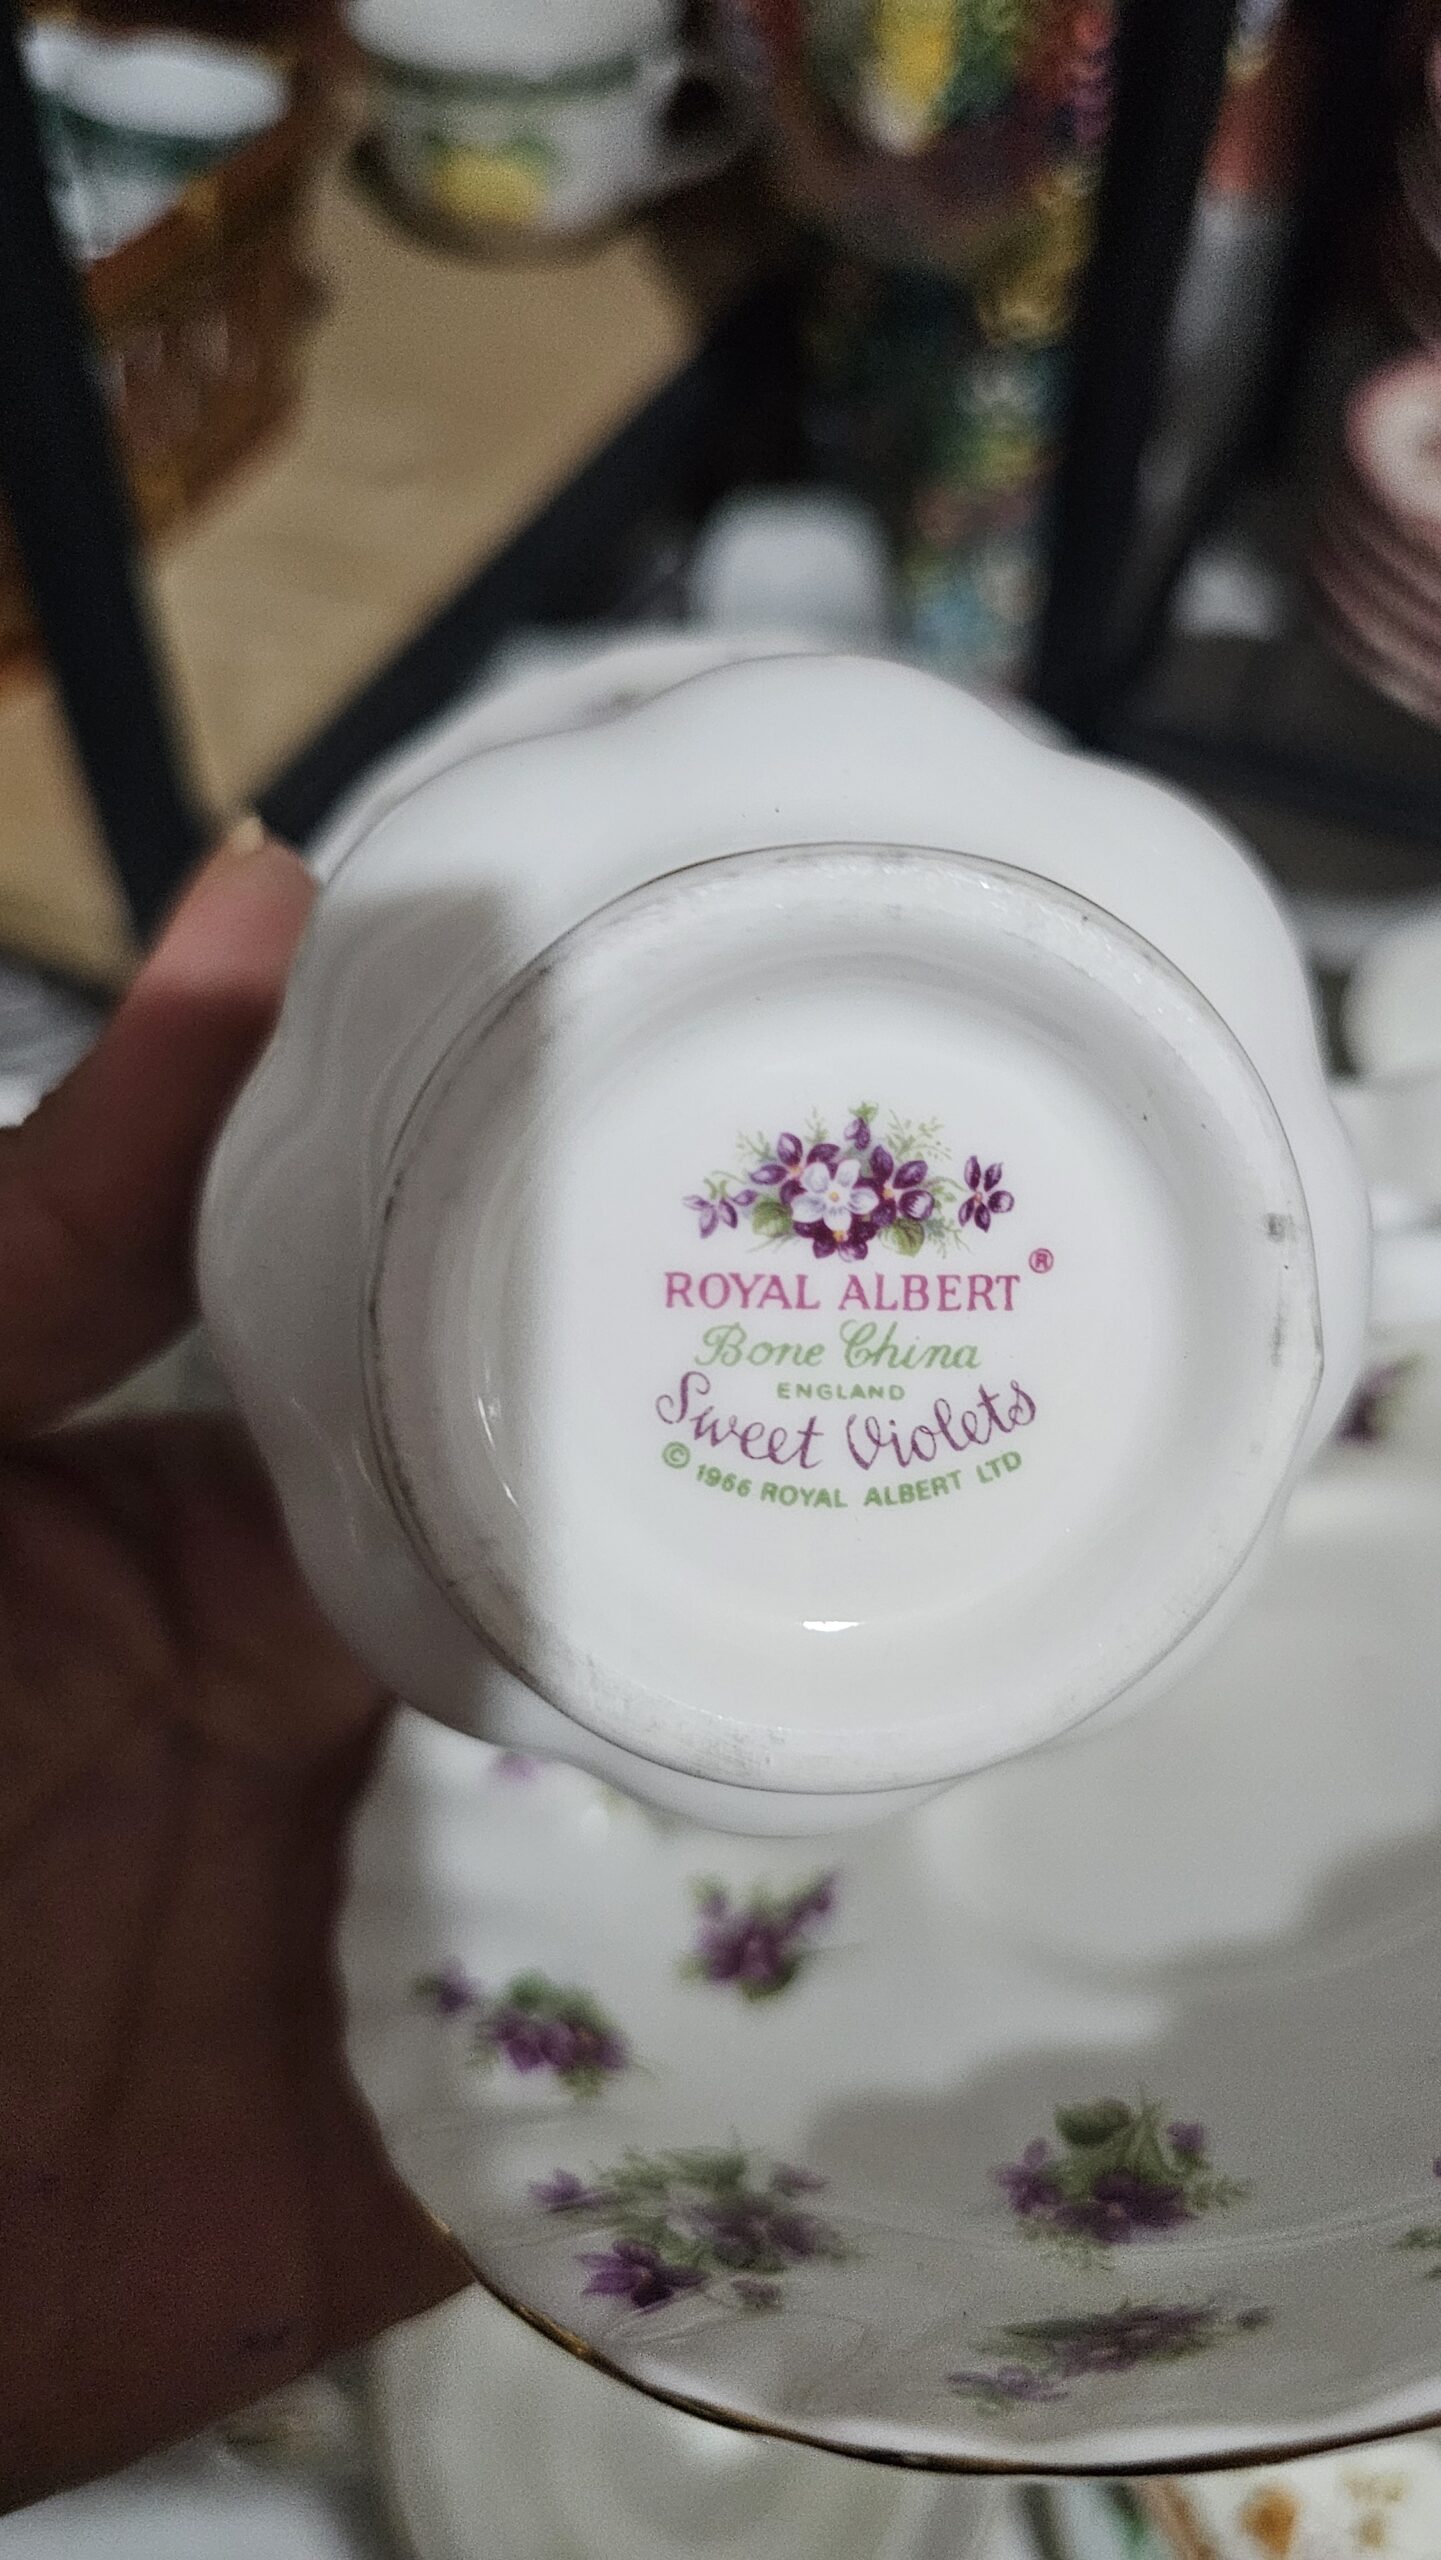 ROYAL ALBERT ®
Bone China
ENGLAND
Sweet Violets
© 1966 ROYAL ALBERT LTD